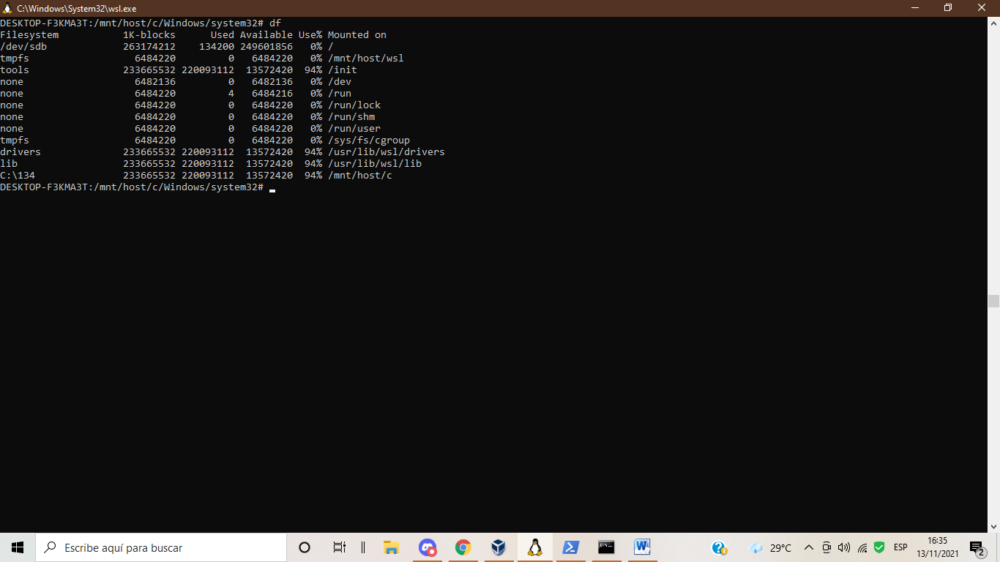 C:\Windows\System32\wsl.exe
DESKTOP-F3KMA3T:/mnt/host/c/Windows/system32# df
Filesystem           1K-blocks      Used Available Use% Mounted on
/dev/sdb             263174212    134200 249601856   0% /
tmpfs                  6484220         0   6484220   0% /mnt/host/wsl
tools                233665532 220093112  13572420  94% /init
none                   6482136         0   6482136   0% /dev
none                   6484220         4   6484216   0% /run
none                   6484220         0   6484220   0% /run/lock
none                   6484220         0   6484220   0% /run/shm
none                   6484220         0   6484220   0% /run/user
tmpfs                  6484220         0   6484220   0% /sys/fs/cgroup
drivers              233665532 220093112  13572420  94% /usr/lib/wsl/drivers
lib                  233665532 220093112  13572420  94% /usr/lib/wsl/lib
C:\134               233665532 220093112  13572420  94% /mnt/host/c
DESKTOP-F3KMA3T:/mnt/host/c/Windows/system32#
Escribe aquí para buscar
29°C
ESP
16:35
13/11/2021
2